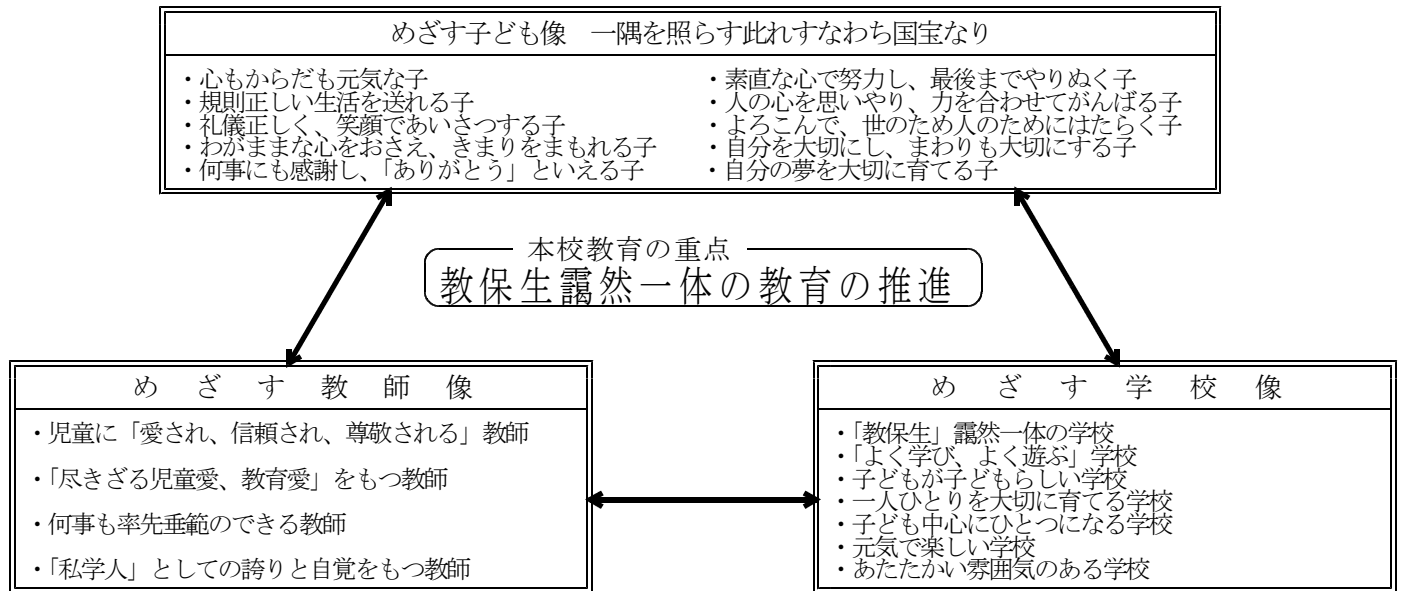 めざす子ども像　一隅を照らす此れすなわち国宝なり
・心もからだも元気な子
・規則正しい生活を送れる子
・礼儀正しく、笑顔であいさつする子
・わがままな心をおさえ、きまりをまもれる子
・何事にも感謝し、「ありがとう」といえる子
・素直な心で努力し、最後までやりぬく子
・人の心を思いやり、力を合わせてがんばる子
・よろこんで、世のため人のためにはたらく子
・自分を大切にし、まわりも大切にする子
・自分の夢を大切に育てる子
本校教育の重点
教保生靄然一体の教育の推進
めざす教師像
・児童に「愛され、信頼され、尊敬される」教師
・「尽きざる児童愛、教育愛」をもつ教師
・何事も率先垂範のできる教師
・「私学人」としての誇りと自覚をもつ教師
めざす学校像
・「教保生」靄然一体の学校
・「よく学び、よく遊ぶ」学校
・子どもが子どもらしい学校
・一人ひとりを大切に育てる学校
・子ども中心にひとつになる学校
・元気で楽しい学校
・あたたかい雰囲気のある学校